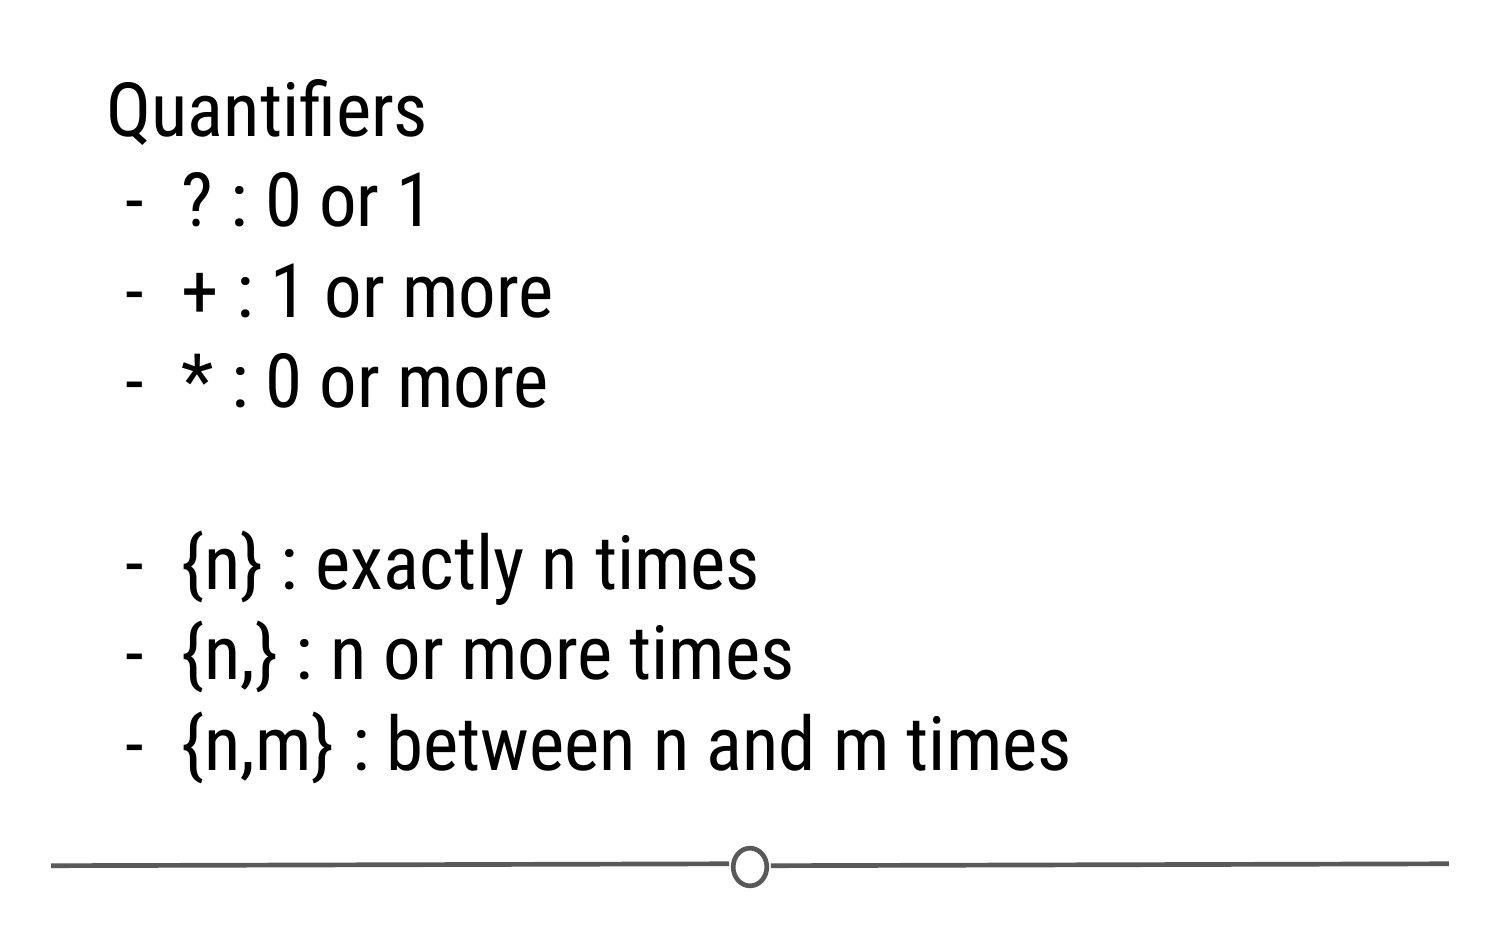 Quantifiers
- ? : 0 or 1
- + : 1 or more
- * : 0 or more
- {n} : exactly n times
- {n,} : n or more times
- {n,m} : between n and m times